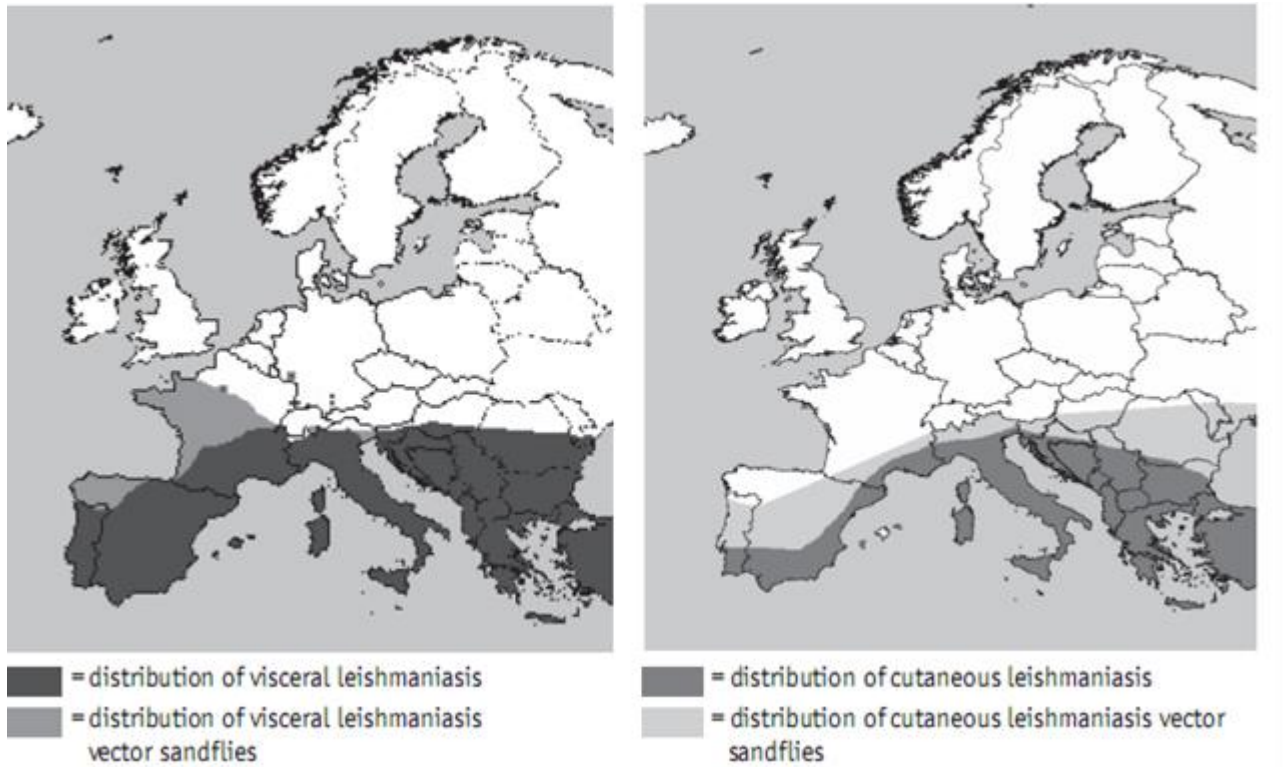 = distribution of visceral leishmaniasis
= distribution of visceral leishmaniasis
vector sandflies
= distribution of cutaneous leishmaniasis
= distribution of cutaneous leishmaniasis vector
sandflies